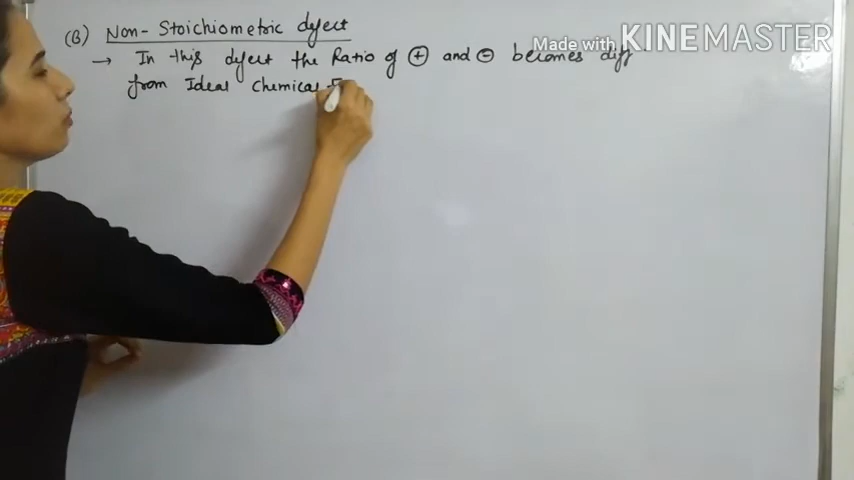 (B) Non-Stoichiometric defect
Made with KINEMASTER
→ In this defect the Ratio of ⊕ and ⊖ becomes diff
from Ideal Chemical F